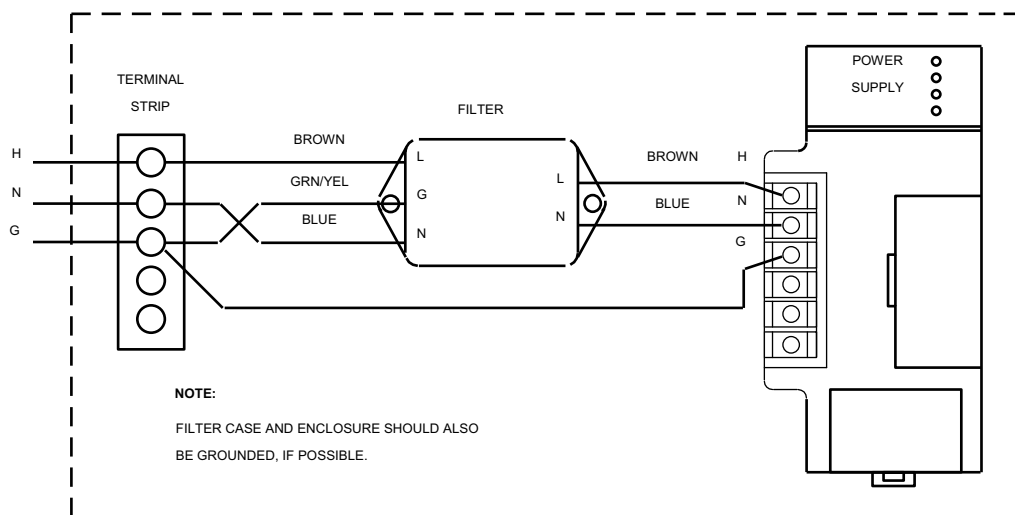 POWER
SUPPLY
TERMINAL
STRIP
FILTER
H
BROWN
L
BROWN
H
N
GRN/YEL
G
L
BLUE
N
G
BLUE
N
N
G
NOTE:
FILTER CASE AND ENCLOSURE SHOULD ALSO
BE GROUNDED, IF POSSIBLE.